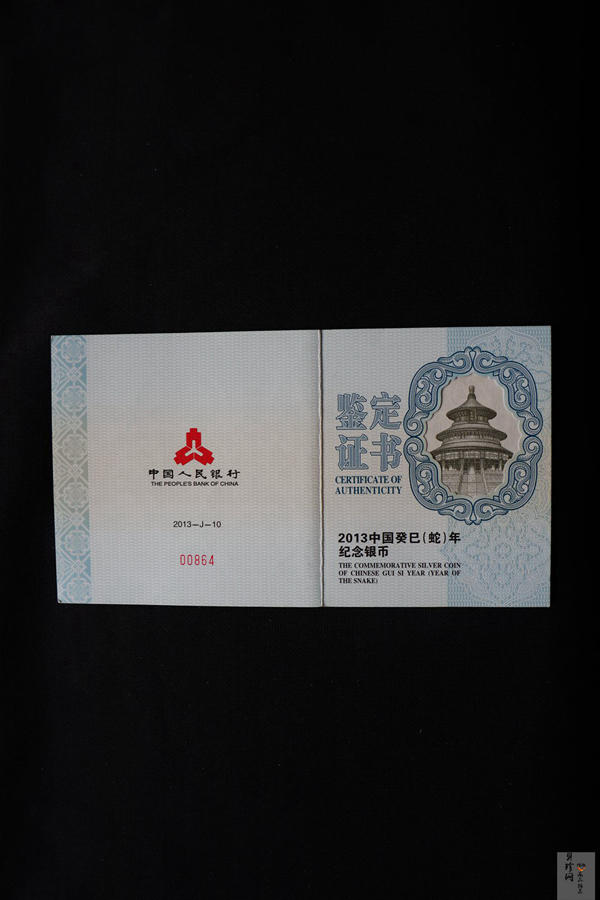 中国人民银行
THE PEOPLE'S BANK OF CHINA
2013-J-10
00864
鉴定
证书
CERTIFICATE OF
AUTHENTICITY
2013中国癸巳(蛇)年
纪念银币
THE COMMEMORATIVE SILVER COIN
OF CHINESE GUI SI YEAR (YEAR OF
THE SNAKE)